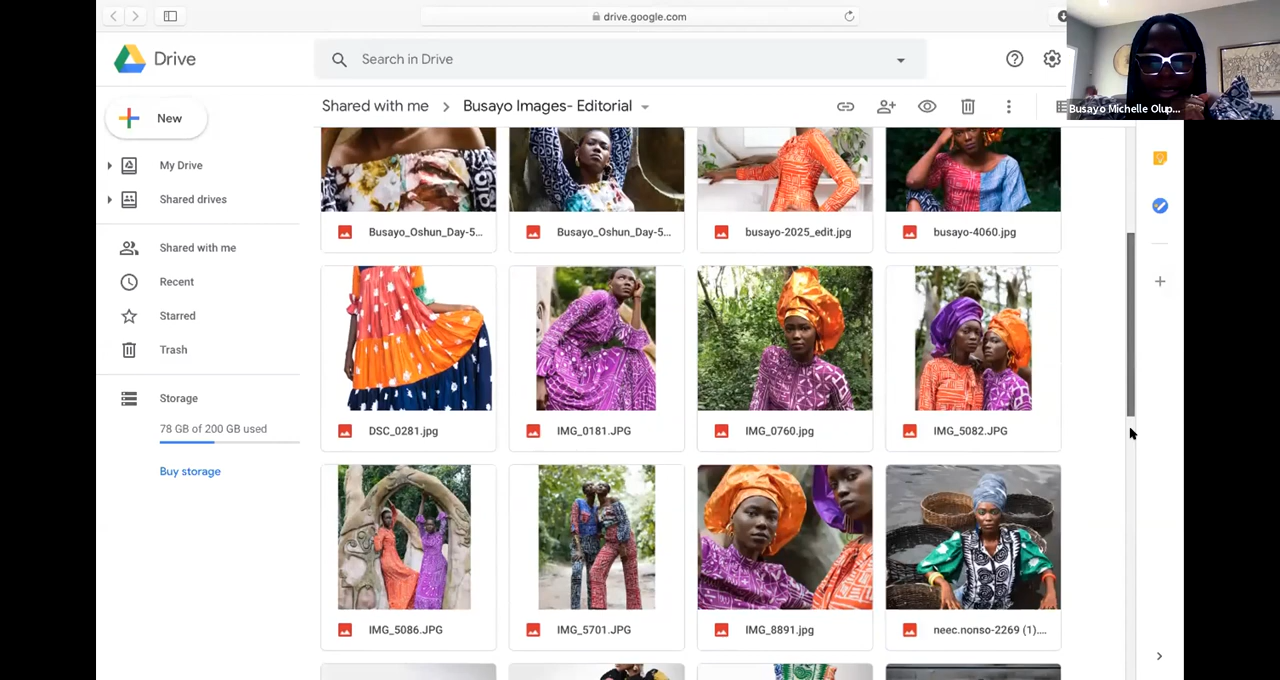 drive.google.com
Drive
Search in Drive
Busayo Michelle Olup...
New
Shared with me > Busayo Images- Editorial
My Drive
Shared drives
Shared with me
Recent
Starred
Trash
Storage
78 GB of 200 GB used
Buy storage
Busayo_Oshun_Day-5...
Busayo_Oshun_Day-5...
busayo-2025_edit.jpg
busayo-4060.jpg
DSC_0281.jpg
IMG_0181.JPG
IMG_0760.jpg
IMG_5082.JPG
IMG_5086.JPG
IMG_5701.JPG
IMG_8891.jpg
neec.nonso-2269 (1)....